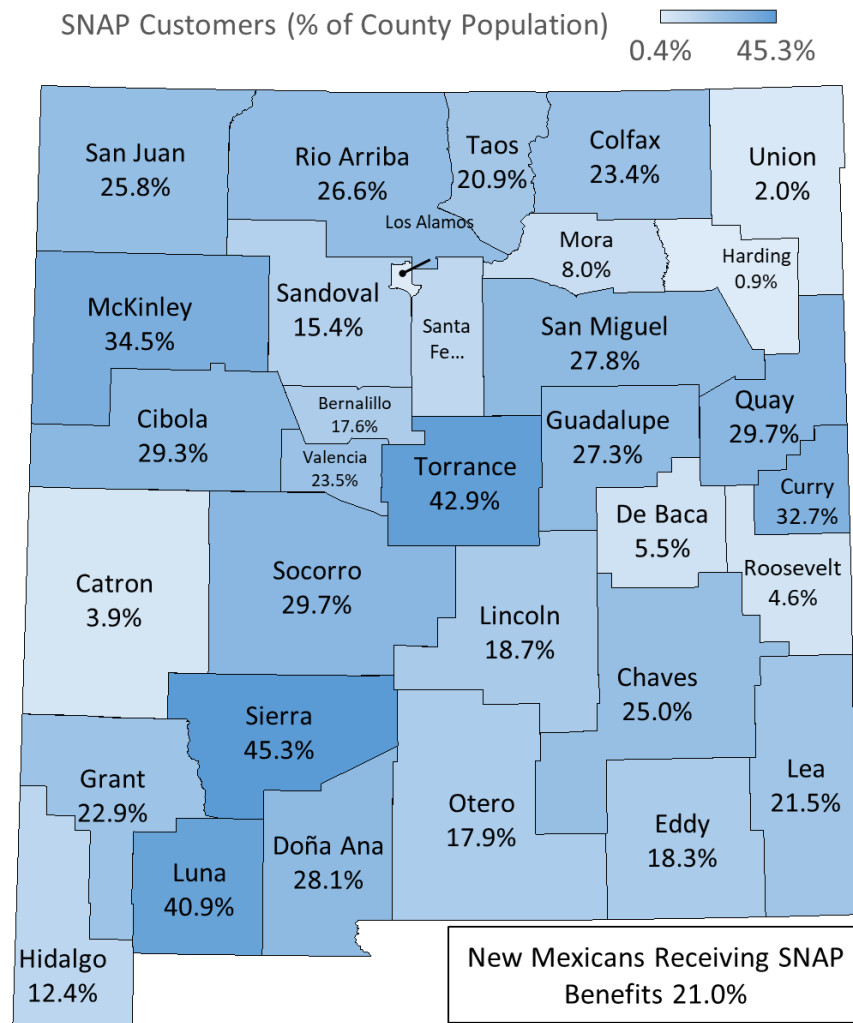 SNAP Customers (% of County Population)
0.4% 45.3%
San Juan
25.8%
Rio Arriba
26.6%
Taos
20.9%
Colfax
23.4%
Union
2.0%
Los Alamos
Mora
8.0%
Harding
0.9%
McKinley
34.5%
Sandoval
15.4%
Santa
Fe...
San Miguel
27.8%
Cibola
29.3%
Bernalillo
17.6%
Valencia
23.5%
Torrance
42.9%
Guadalupe
27.3%
Quay
29.7%
Curry
32.7%
De Baca
5.5%
Roosevelt
4.6%
Catron
3.9%
Socorro
29.7%
Lincoln
18.7%
Chaves
25.0%
Sierra
45.3%
Grant
22.9%
Luna
40.9%
Doña Ana
28.1%
Otero
17.9%
Eddy
18.3%
Lea
21.5%
Hidalgo
12.4%
New Mexicans Receiving SNAP
Benefits 21.0%